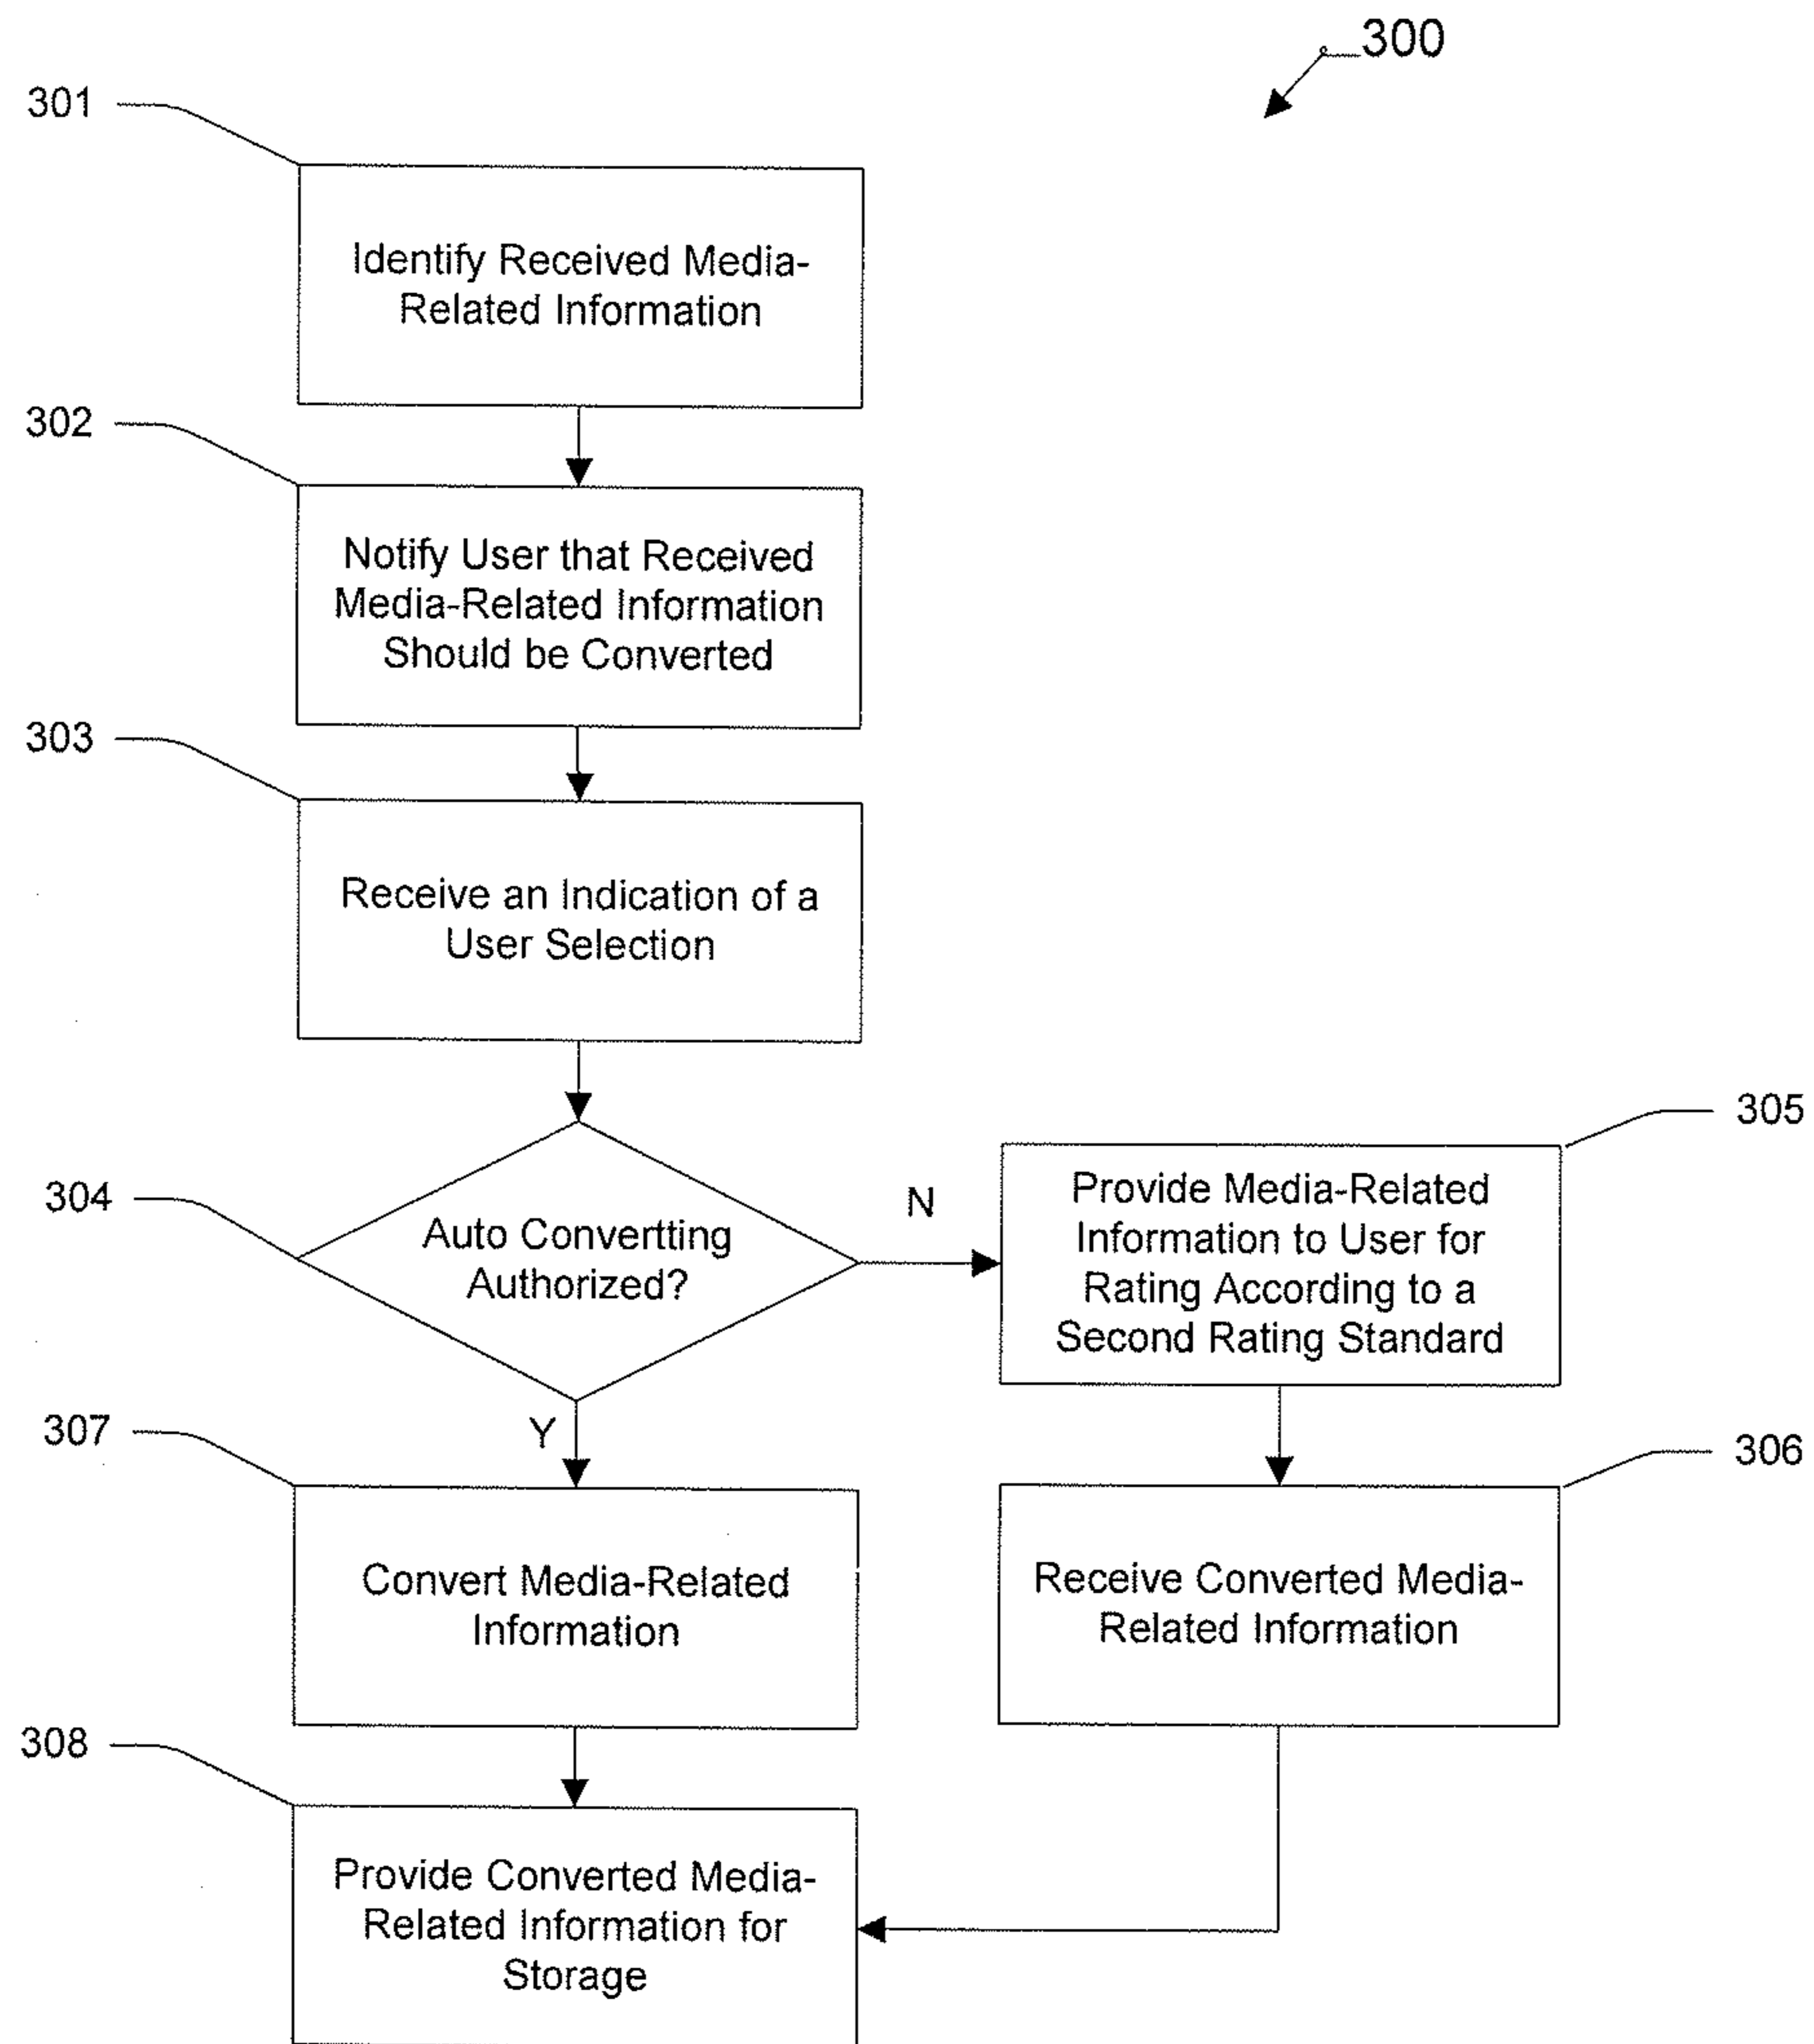 300
301
Identify Received Media-
Related Information
302
Notify User that Received
Media-Related Information
Should be Converted
303
Receive an Indication of a
User Selection
304
Auto Convertting
Authorized?
N
305
Provide Media-Related
Information to User for
Rating According to a
Second Rating Standard
Y
307
Convert Media-Related
Information
306
Receive Converted Media-
Related Information
308
Provide Converted Media-
Related Information for
Storage